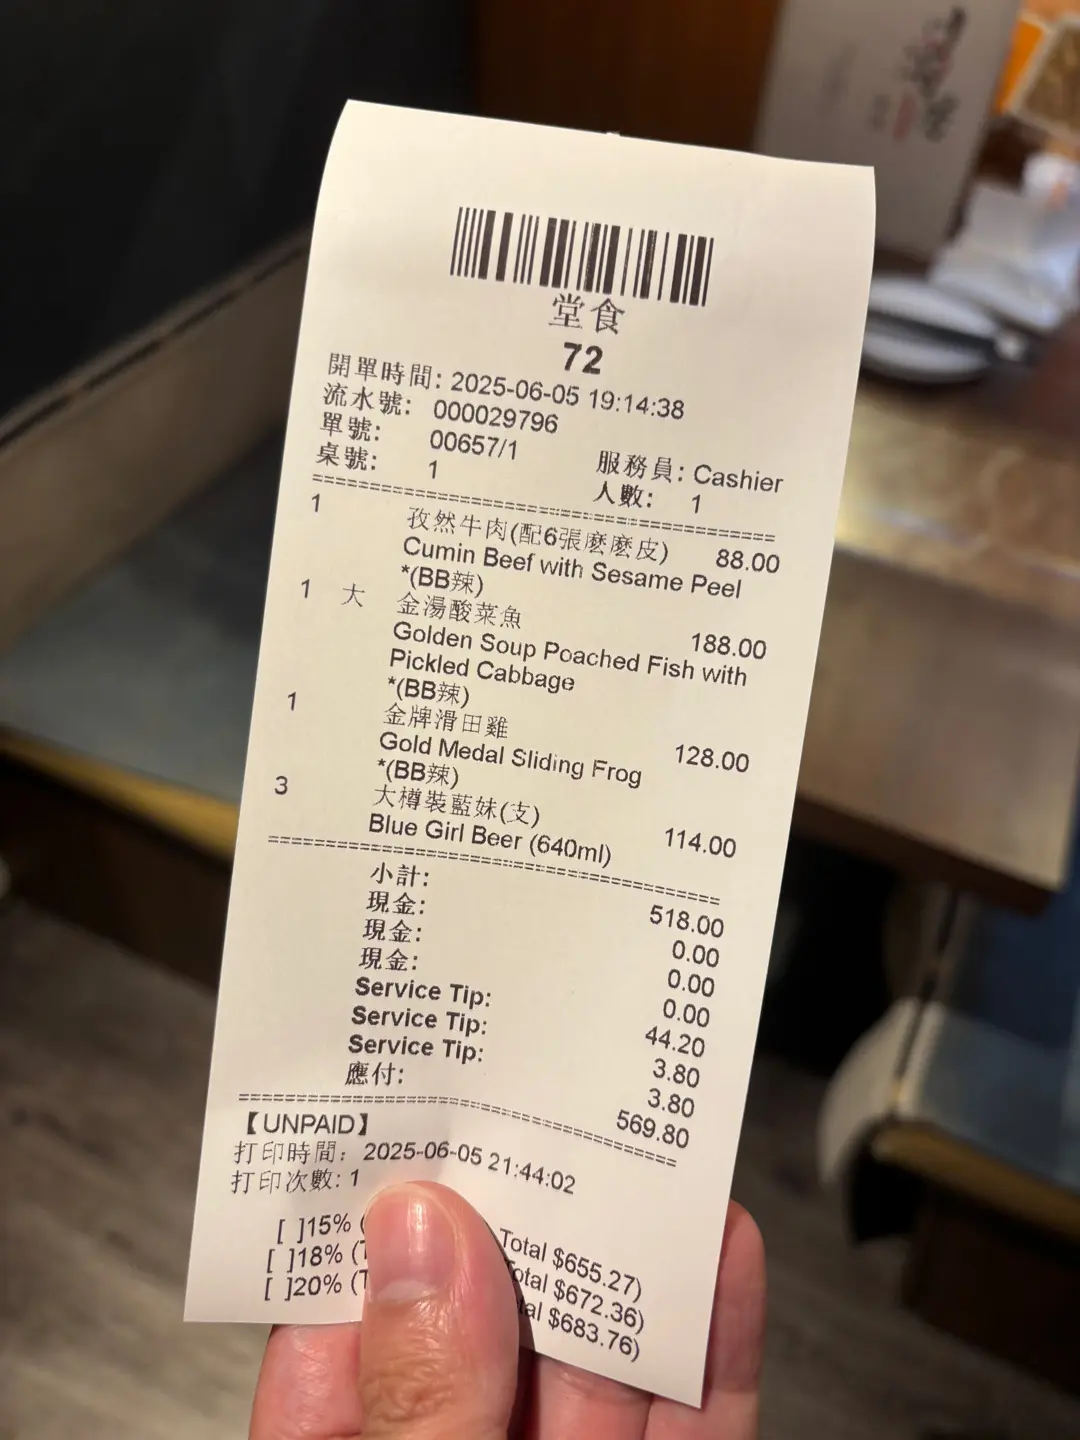 堂食
72
開單時間: 2025-06-05 19:14:38
流水號: 000029796
單號: 00657/1 服務員: Cashier
桌號: 1 人數: 1
1 孜然牛肉(配6張麽麽皮) 88.00
Cumin Beef with Sesame Peel
*(BB辣)
1 大 金湯酸菜魚 188.00
Golden Soup Poached Fish with
Pickled Cabbage
*(BB辣)
1 金牌滑田雞 128.00
Gold Medal Sliding Frog
*(BB辣)
3 大樽裝藍妹(支) 114.00
Blue Girl Beer (640ml)
小計: 518.00
現金: 0.00
現金: 0.00
現金: 0.00
Service Tip: 44.20
Service Tip: 3.80
Service Tip: 3.80
應付: 569.80
【UNPAID】
打印時間: 2025-06-05 21:44:02
打印次數: 1
[ ]15% ( Total $655.27)
[ ]18% (T otal $672.36)
[ ]20% (T tal $683.76)